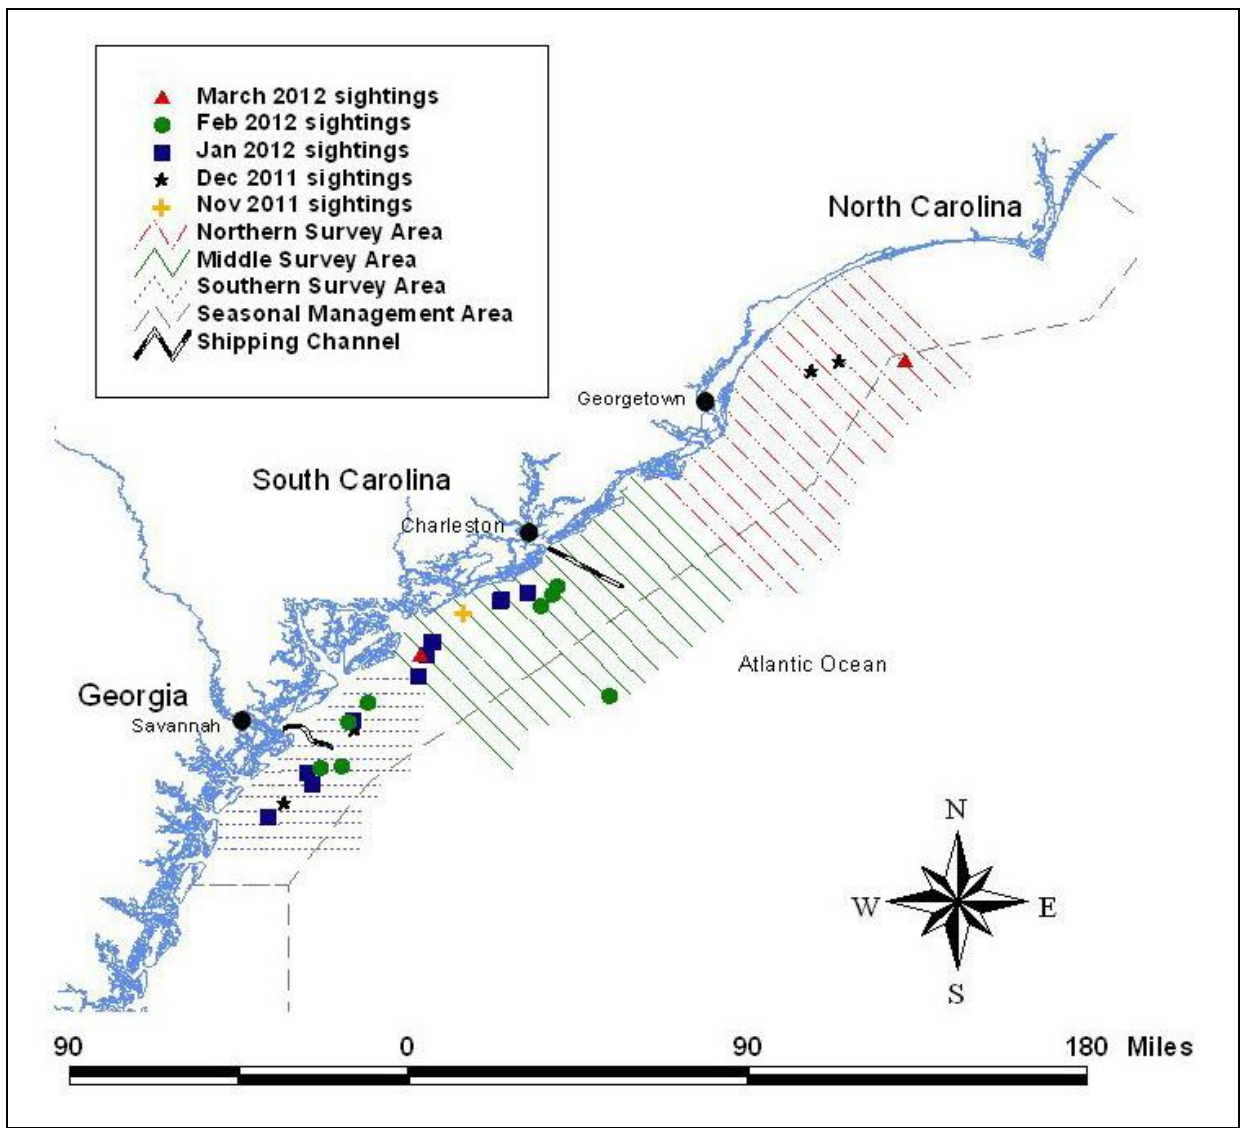 March 2012 sightings
Feb 2012 sightings
Jan 2012 sightings
Dec 2011 sightings
Nov 2011 sightings
Northern Survey Area
Middle Survey Area
Southern Survey Area
Seasonal Management Area
Shipping Channel
North Carolina
Georgetown
South Carolina
Charleston
Atlantic Ocean
Georgia
Savannah
N
W E
S
90 0 90 180 Miles